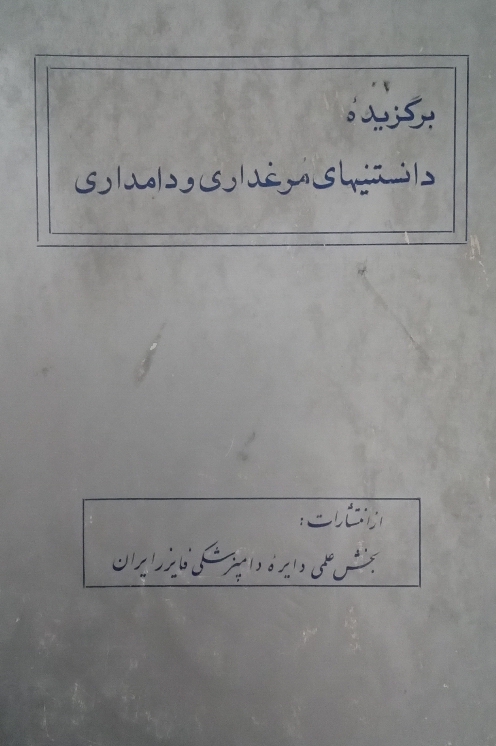 برگزیدهٔ
دانستنیهای مرغداری و دامداری
از انتشارات:
بخش علمی دایرهٔ دامپزشکی فایزر ایران